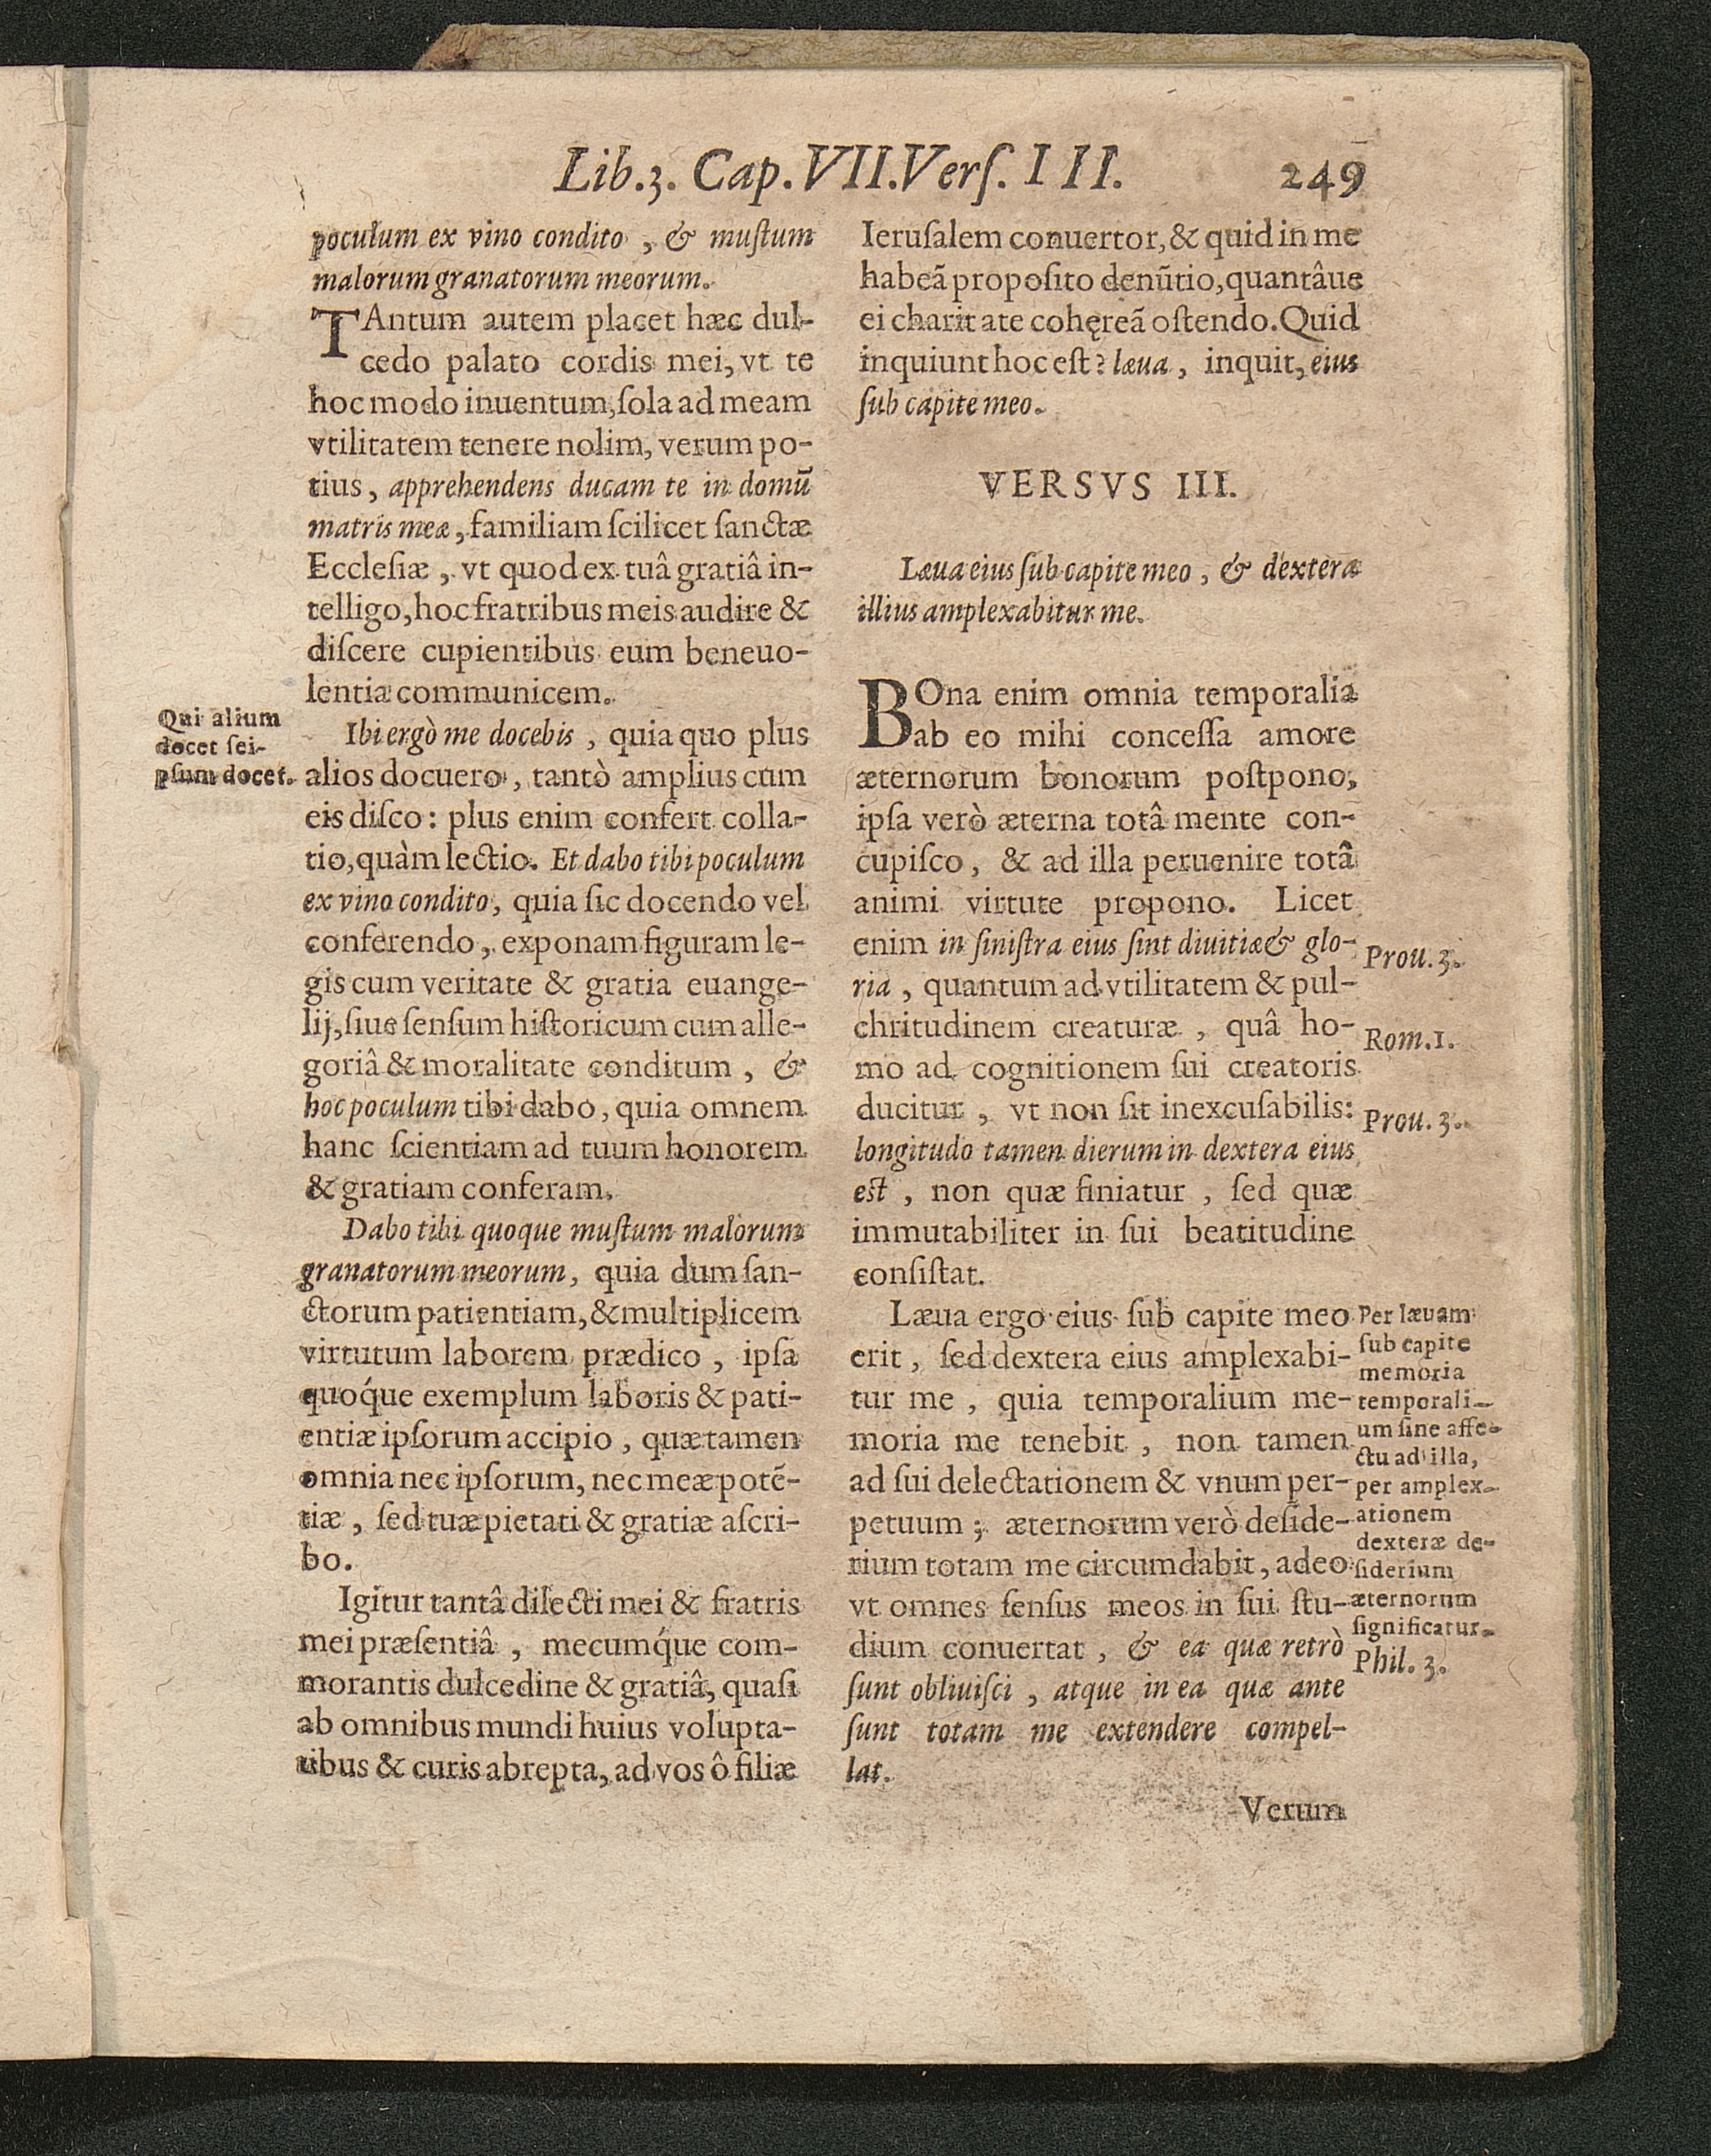 Lib.3. Cap.VII.Verſ. III. 249
poculum ex vino condito, & muſtum
malorum granatorum meorum.
TAntum autem placet hæc dul-
cedo palato cordis mei, vt te
hoc modo inuentum, ſola ad meam
vtilitatem tenere nolim, verum po-
tius, apprehendens ducam te in domū
matris meæ, familiam ſcilicet ſanctæ
Eccleſiæ, vt quod ex tuâ gratiâ in-
telligo, hoc fratribus meis audire &
diſcere cupientibus eum beneuo-
lentia communicem.
Qui alium
docet ſei-
pſum docet.
Ibi ergò me docebis, quia quo plus
alios docuero, tantò amplius cum
eis diſco: plus enim confert colla-
tio, quàm lectio. Et dabo tibi poculum
ex vino condito, quia ſic docendo vel
conferendo, exponam figuram le-
gis cum veritate & gratia euange-
lij, ſiue ſenſum hiſtoricum cum alle-
goriâ & moralitate conditum, &
hoc poculum tibi dabo, quia omnem
hanc ſcientiam ad tuum honorem
& gratiam conferam.
Dabo tibi quoque muſtum malorum
granatorum meorum, quia dum ſan-
ctorum patientiam, & multiplicem
virtutum laborem prædico, ipſa
quoq́ue exemplum laboris & pati-
entiæ ipſorum accipio, quæ tamen
omnia nec ipſorum, nec meæ potē-
tiæ, ſed tuæ pietati & gratiæ aſcri-
bo.
Igitur tantâ dilecti mei & fratris
mei præſentiâ, mecumq́ue com-
morantis dulcedine & gratiâ, quaſi
ab omnibus mundi huius volupta-
tibus & curis abrepta, ad vos ô filiæ
Ieruſalem conuertor, & quid in me
habeā propoſito denūtio, quantâue
ei charitate cohęreā oſtendo. Quid
inquiunt hoc eſt? læua, inquit, eius
ſub capite meo.
VERSVS III.
Læua eius ſub capite meo, & dextera
illius amplexabitur me.
BOna enim omnia temporalia
ab eo mihi conceſſa amore
æternorum bonorum poſtpono,
ipſa verò æterna totâ mente con-
cupiſco, & ad illa peruenire totâ
animi virtute propono. Licet
enim in ſiniſtra eius ſint diuitiæ & glo-
ria, quantum ad vtilitatem & pul-
chritudinem creaturæ, quâ ho-
mo ad cognitionem ſui creatoris
ducitur, vt non ſit inexcuſabilis:
longitudo tamen dierum in dextera eius
eſt, non quæ finiatur, ſed quæ
immutabiliter in ſui beatitudine
conſiſtat.
Prou. 3.
Rom. 1.
Prou. 3.
Læua ergo eius ſub capite meo
erit, ſed dextera eius amplexabi-
tur me, quia temporalium me-
moria me tenebit, non tamen
ad ſui delectationem & vnum per-
petuum; æternorum verò deſide-
rium totam me circumdabit, adeo
vt omnes ſenſus meos in ſui ſtu-
dium conuertat, & ea quæ retrò
ſunt obliuiſci, atque in ea quæ ante
ſunt totam me extendere compel-
lat.
Per læuam
ſub capite
memoria
temporali-
um ſine affe-
ctu ad illa,
per amplex-
ationem
dexteræ de-
ſiderium
æternorum
ſignificatur.
Phil. 3.
Verum